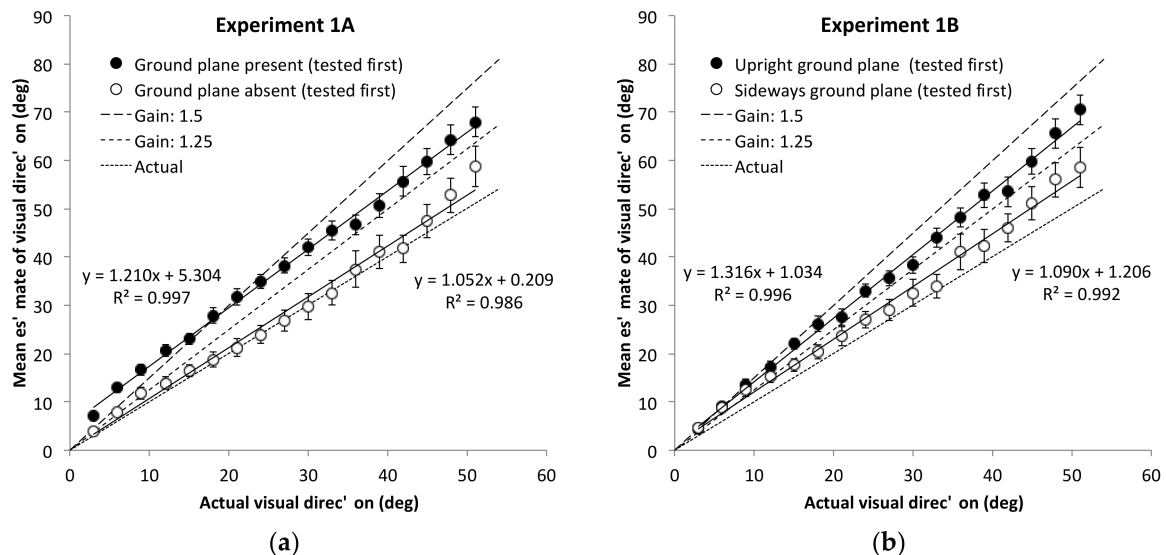 Experiment 1A
Ground plane present (tested first)
Ground plane absent (tested first)
Gain: 1.5
Gain: 1.25
Actual
y = 1.210x + 5.304
R² = 0.997
y = 1.052x + 0.209
R² = 0.986
Mean es' mate of visual direc' on (deg)
90
80
70
60
50
40
30
20
10
0
0 10 20 30 40 50 60
Actual visual direc' on (deg)
(a)
Experiment 1B
Upright ground plane (tested first)
Sideways ground plane (tested first)
Gain: 1.5
Gain: 1.25
Actual
y = 1.316x + 1.034
R² = 0.996
y = 1.090x + 1.206
R² = 0.992
Mean es' mate of visual direc' on (deg)
90
80
70
60
50
40
30
20
10
0
0 10 20 30 40 50 60
Actual visual direc' on (deg)
(b)